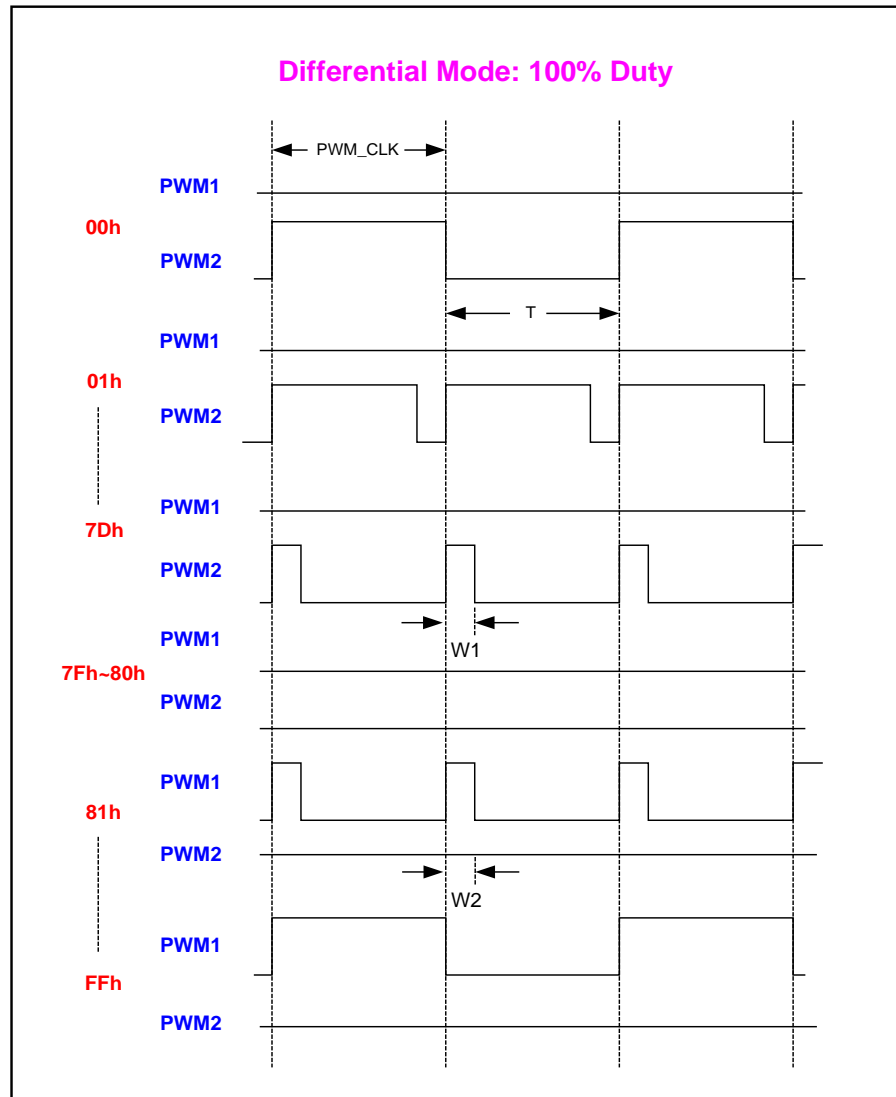 Differential Mode: 100% Duty
PWM_CLK
PWM1
00h
PWM2
T
PWM1
01h
PWM2
PWM1
7Dh
PWM2
PWM1
W1
7Fh~80h
PWM2
PWM1
81h
PWM2
W2
PWM1
FFh
PWM2